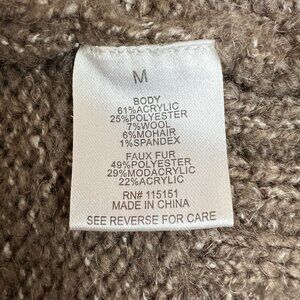 M
BODY
61%ACRYLIC
25%POLYESTER
7%WOOL
6%MOHAIR
1%SPANDEX
FAUX FUR
49%POLYESTER
29%MODACRYLIC
22%ACRYLIC
RN# 115151
MADE IN CHINA
SEE REVERSE FOR CARE